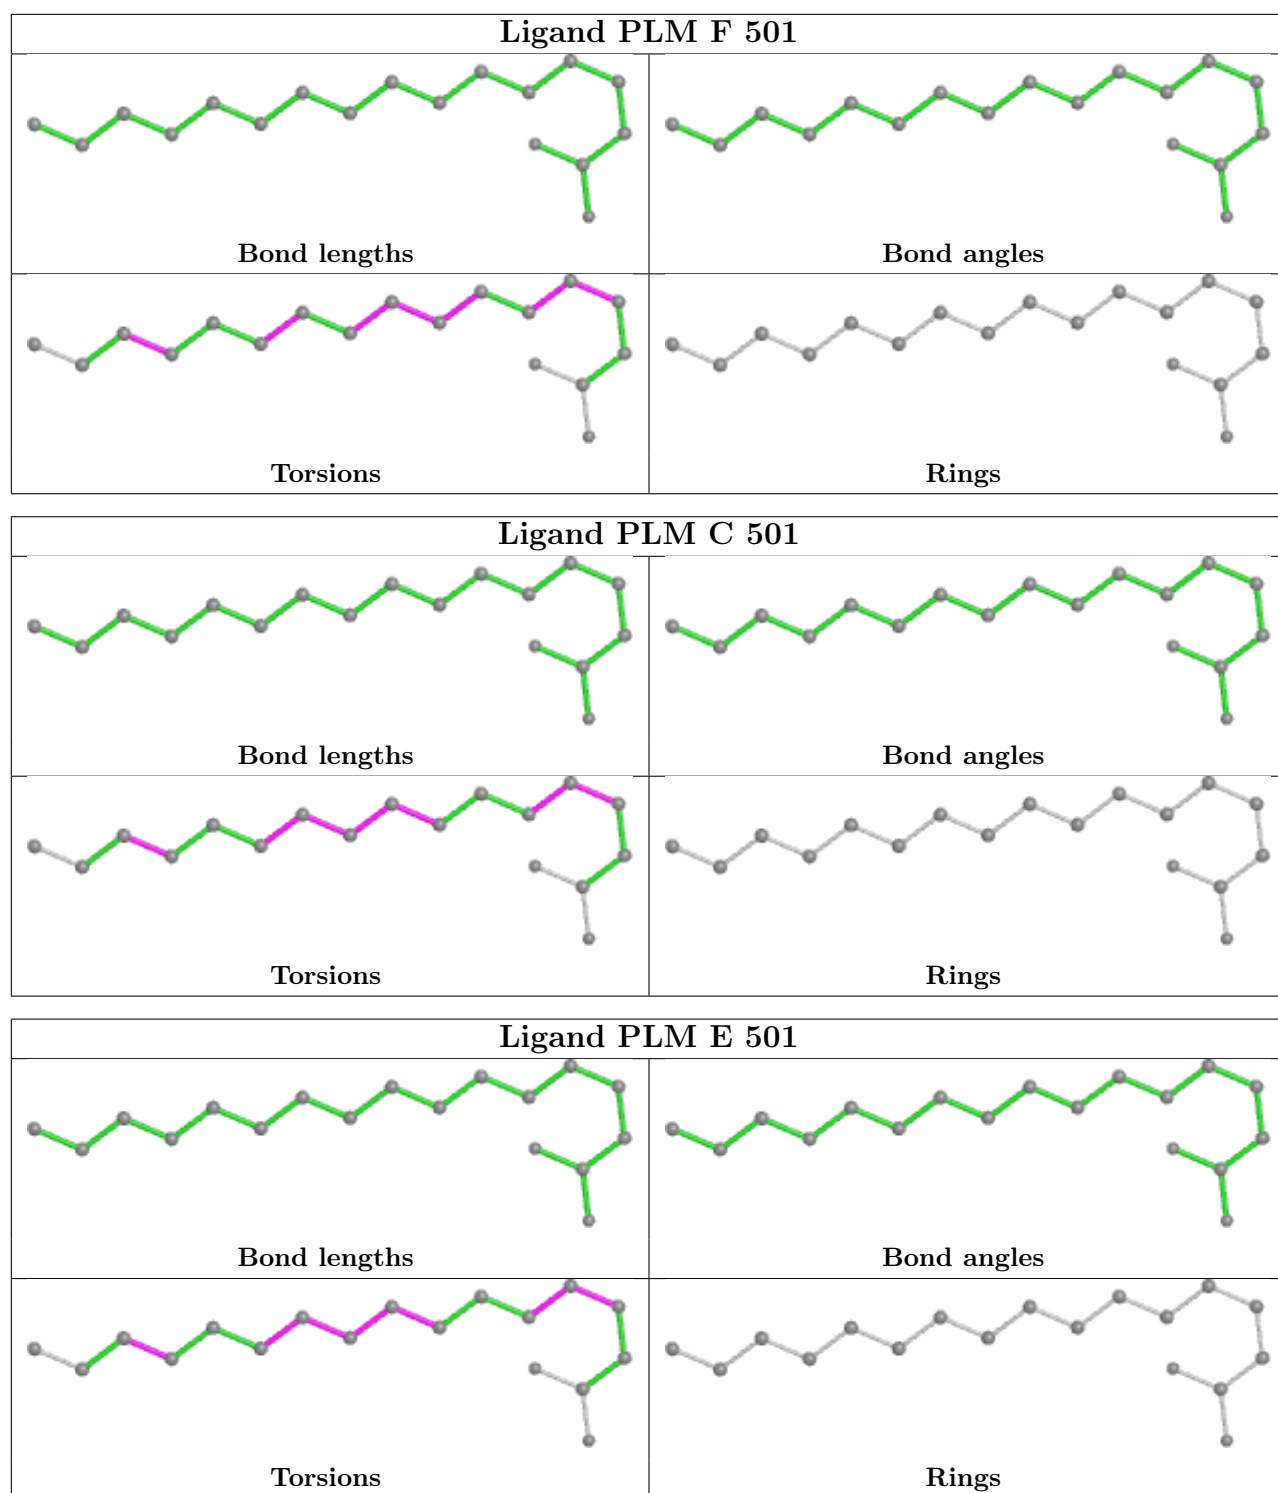 Ligand PLM F 501
Bond lengths
Bond angles
Torsions
Rings
Ligand PLM C 501
Bond lengths
Bond angles
Torsions
Rings
Ligand PLM E 501
Bond lengths
Bond angles
Torsions
Rings